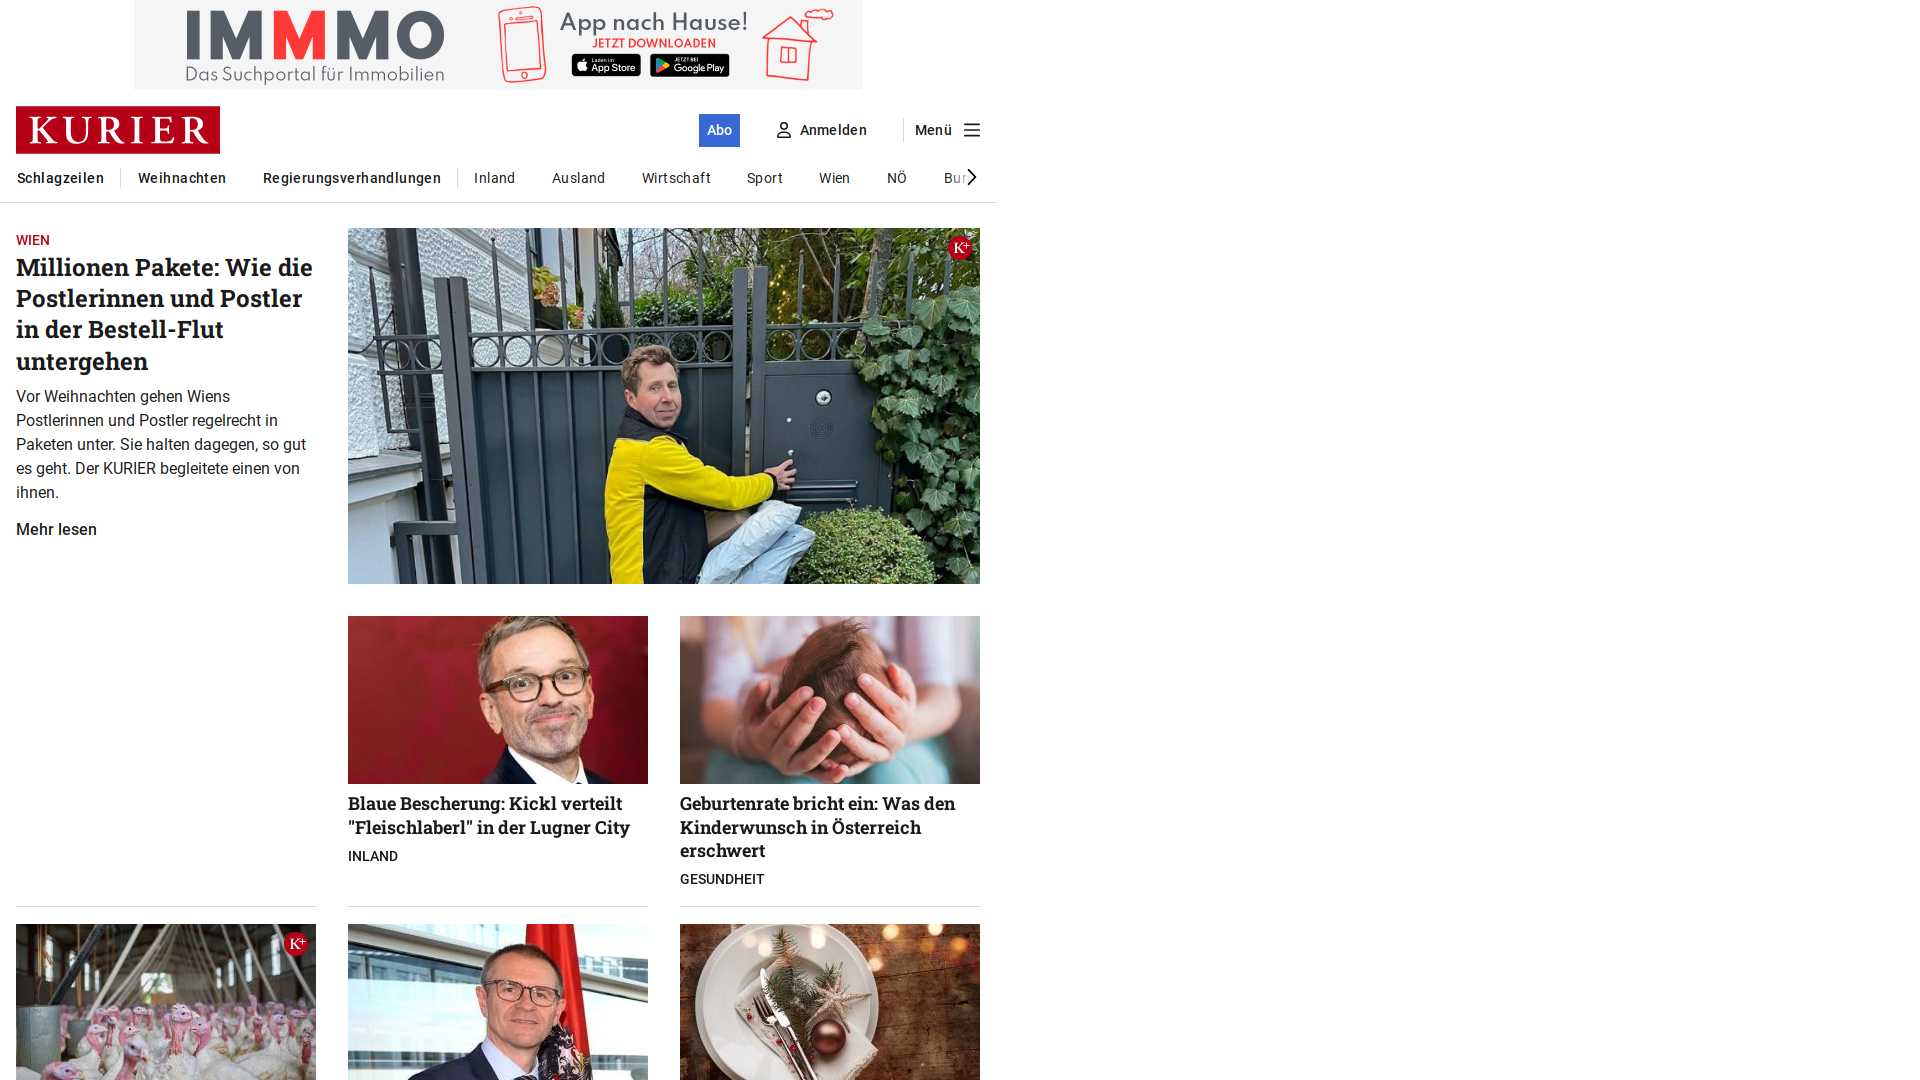 IMMMO
Das Suchportal für Immobilien
App nach Hause!
JETZT DOWNLOADEN
Laden im
App Store
JETZT BEI
Google Play
KURIER
Abo
Anmelden
Menü
Schlagzeilen
Weihnachten
Regierungsverhandlungen
Inland
Ausland
Wirtschaft
Sport
Wien
NÖ
Bur
WIEN
Millionen Pakete: Wie die
Postlerinnen und Postler
in der Bestell-Flut
untergehen
Vor Weihnachten gehen Wiens
Postlerinnen und Postler regelrecht in
Paketen unter. Sie halten dagegen, so gut
es geht. Der KURIER begleitete einen von
ihnen.
Mehr lesen
K+
Blaue Bescherung: Kickl verteilt
"Fleischlaberl" in der Lugner City
INLAND
Geburtenrate bricht ein: Was den
Kinderwunsch in Österreich
erschwert
GESUNDHEIT
K+